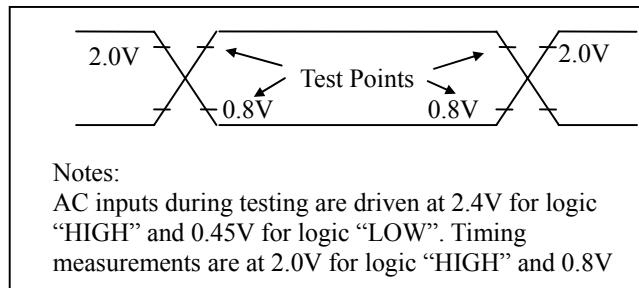 2.0V 2.0V
Test Points
0.8V 0.8V
Notes:
AC inputs during testing are driven at 2.4V for logic
“HIGH” and 0.45V for logic “LOW”. Timing
measurements are at 2.0V for logic “HIGH” and 0.8V